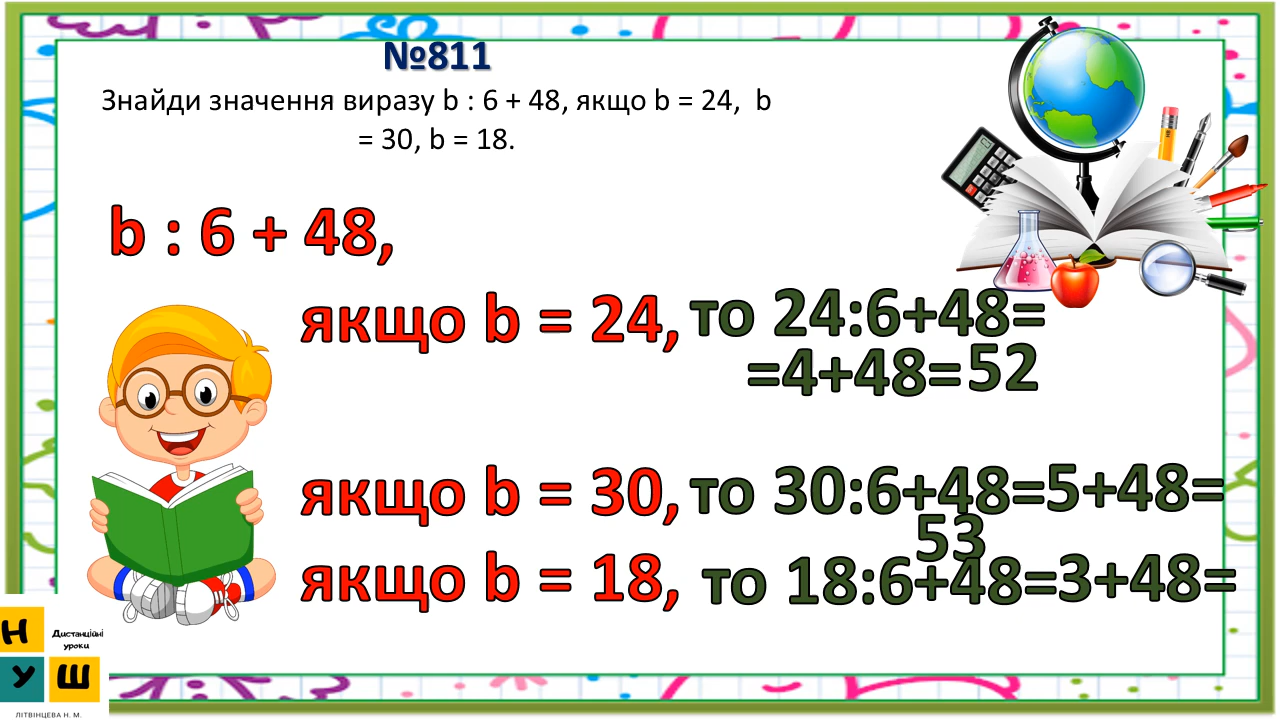 №811
Знайди значення виразу b : 6 + 48, якщо b = 24, b
= 30, b = 18.
b : 6 + 48,
якщо b = 24, то 24:6+48=
=4+48=52
якщо b = 30, то 30:6+48=5+48=
53
якщо b = 18, то 18:6+48=3+48=
Н
Дистанційні
уроки
У Ш
ЛІТВІНЦЕВА Н. М.